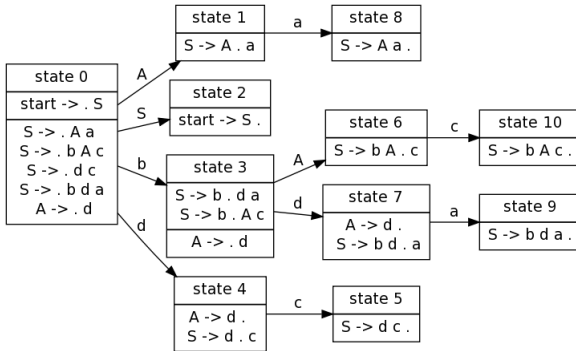 state 0
start -> . S
S -> . A a
S -> . b A c
S -> . d c
S -> . b d a
A -> . d
A
S
b
d
state 1
S -> A . a
a
state 8
S -> A a .
state 2
start -> S .
state 3
S -> b . d a
S -> b . A c
A -> . d
A
d
state 6
S -> b A . c
c
state 10
S -> b A c .
state 7
A -> d .
S -> b d . a
a
state 9
S -> b d a .
state 4
A -> d .
S -> d . c
c
state 5
S -> d c .